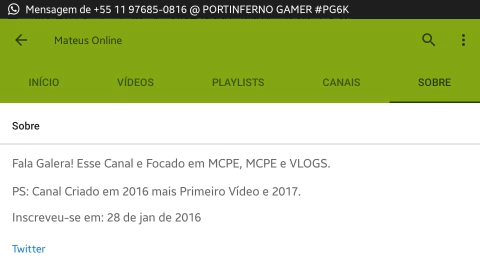 Mensagem de +55 11 97685-0816 @ PORTINFERNO GAMER #PG6K
Mateus Online
INÍCIO VÍDEOS PLAYLISTS CANAIS SOBRE
Sobre
Fala Galera! Esse Canal e Focado em MCPE, MCPE e VLOGS.
PS: Canal Criado em 2016 mais Primeiro Vídeo e 2017.
Inscreveu-se em: 28 de jan de 2016
Twitter